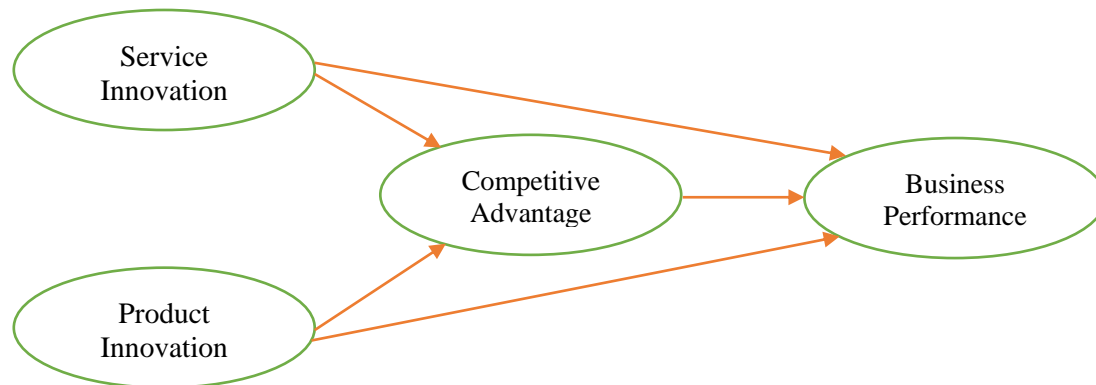 Service
Innovation
Competitive
Advantage
Business
Performance
Product
Innovation